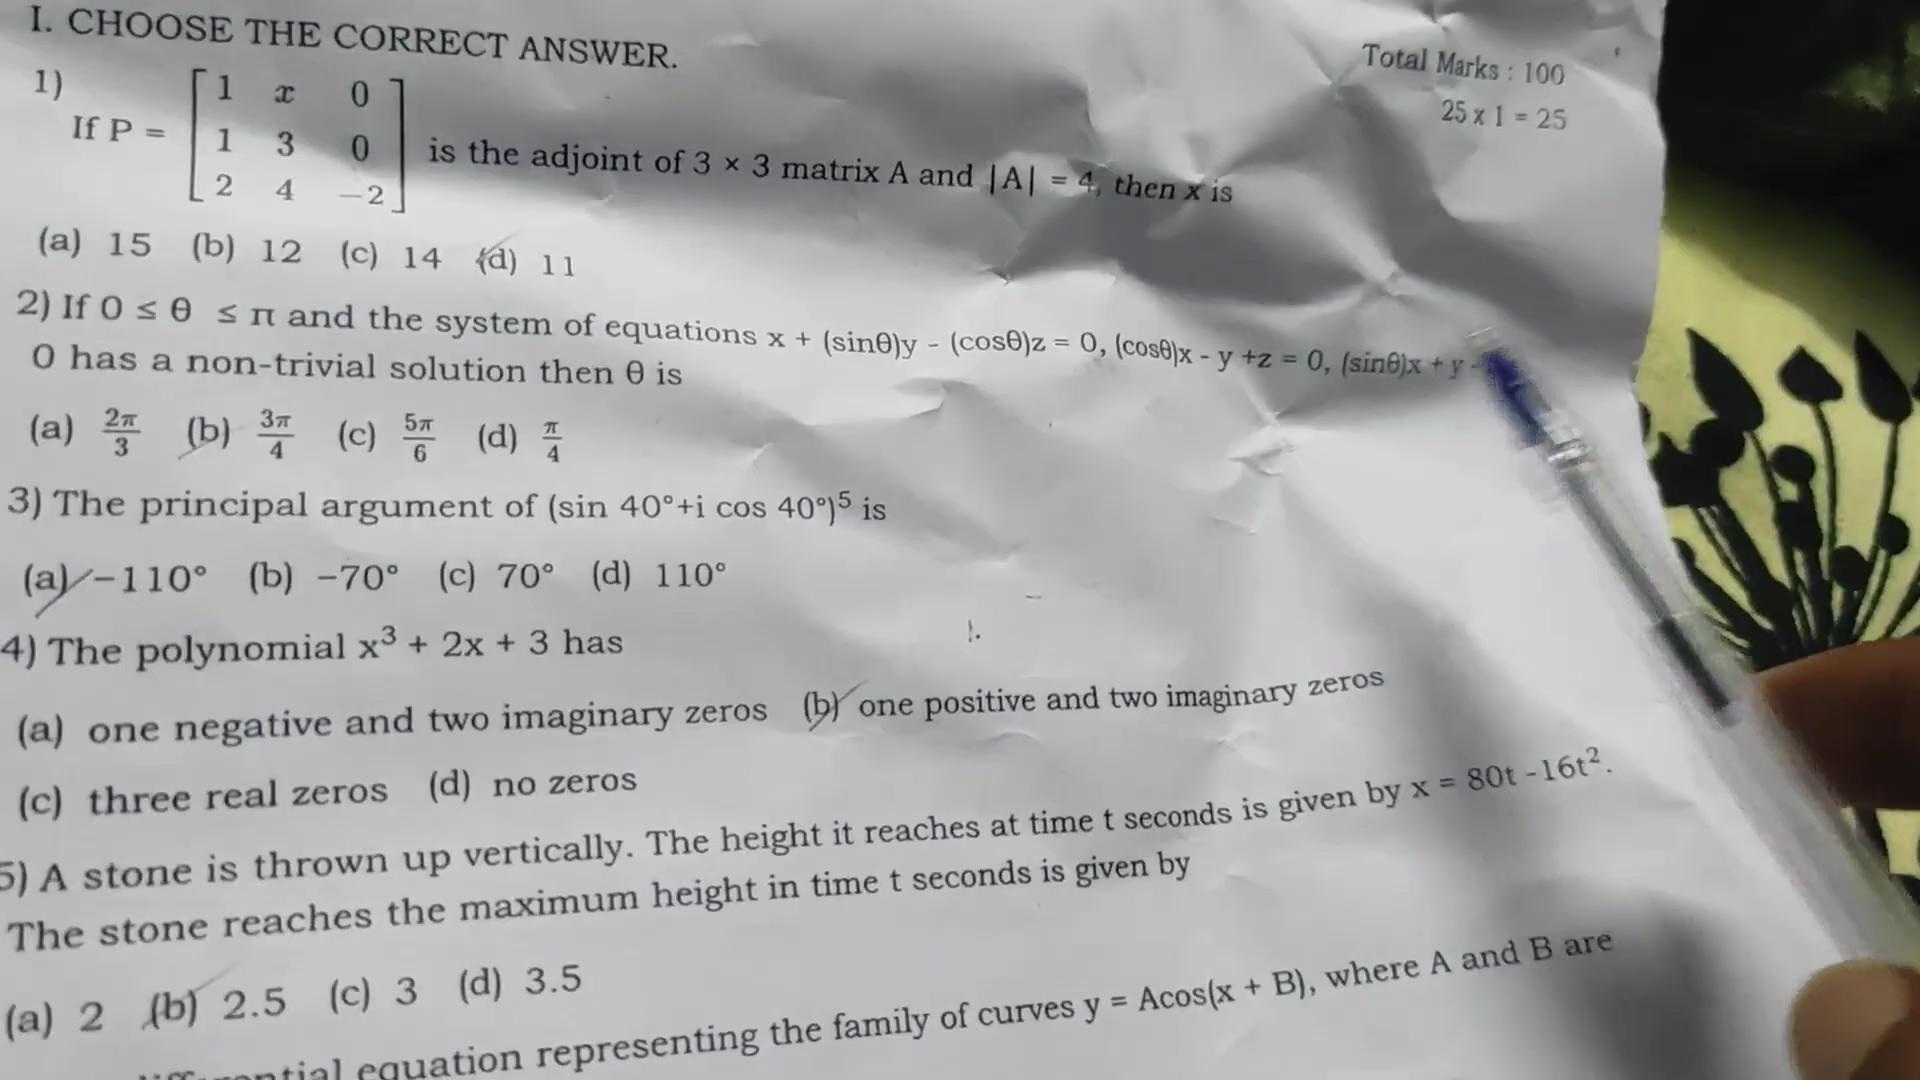 I. CHOOSE THE CORRECT ANSWER.
Total Marks : 100
25 x 1 = 25
1)
If P = [ 1 x 0
1 3 0
2 4 −2 ] is the adjoint of 3 × 3 matrix A and |A| = 4, then x is
(a) 15 (b) 12 (c) 14 (d) 11
2) If 0 ≤ θ ≤ π and the system of equations x + (sinθ)y - (cosθ)z = 0, (cosθ)x - y +z = 0, (sinθ)x + y -
0 has a non-trivial solution then θ is
(a) 2π/3 (b) 3π/4 (c) 5π/6 (d) π/4
3) The principal argument of (sin 40°+i cos 40°)⁵ is
(a) −110° (b) −70° (c) 70° (d) 110°
4) The polynomial x³ + 2x + 3 has
(a) one negative and two imaginary zeros (b) one positive and two imaginary zeros
(c) three real zeros (d) no zeros
5) A stone is thrown up vertically. The height it reaches at time t seconds is given by x = 80t -16t².
The stone reaches the maximum height in time t seconds is given by
(a) 2 (b) 2.5 (c) 3 (d) 3.5
equation representing the family of curves y = Acos(x + B), where A and B are